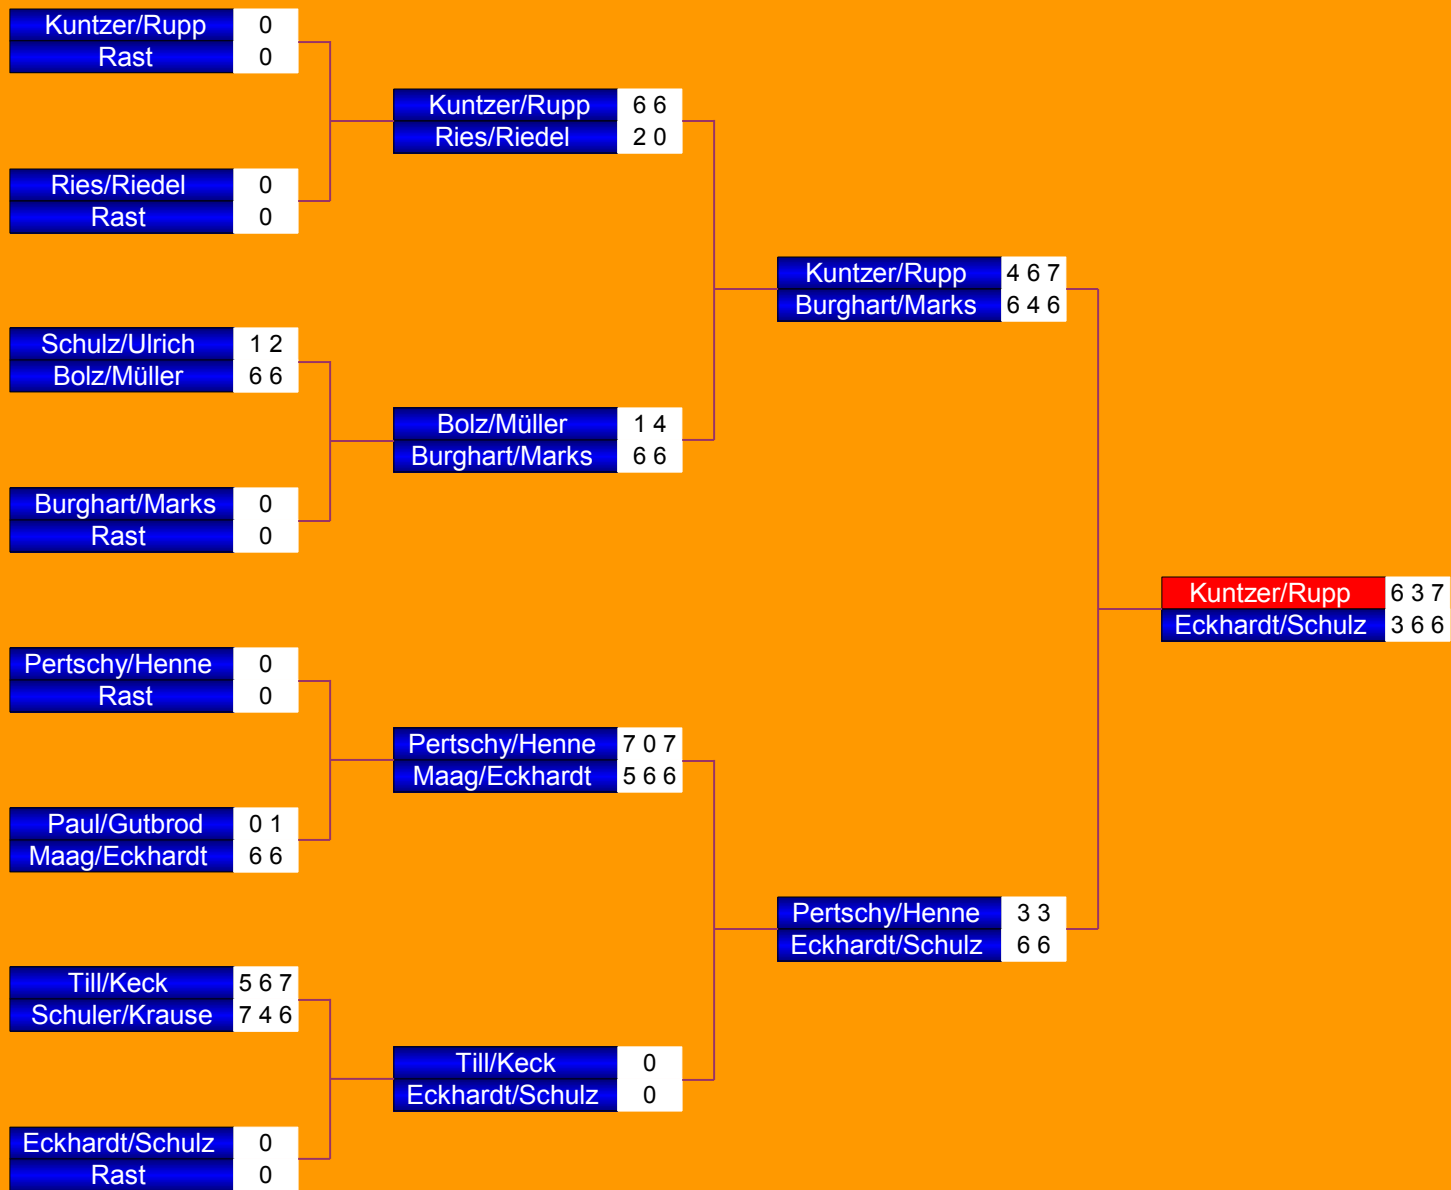 Kuntzer/Rupp 0
Rast 0
Ries/Riedel 0
Rast 0
Schulz/Ulrich 1 2
Bolz/Müller 6 6
Burghart/Marks 0
Rast 0
Pertschy/Henne 0
Rast 0
Paul/Gutbrod 0 1
Maag/Eckhardt 6 6
Till/Keck 5 6 7
Schuler/Krause 7 4 6
Eckhardt/Schulz 0
Rast 0
Kuntzer/Rupp 6 6
Ries/Riedel 2 0
Bolz/Müller 1 4
Burghart/Marks 6 6
Pertschy/Henne 7 0 7
Maag/Eckhardt 5 6 6
Till/Keck 0
Eckhardt/Schulz 0
Kuntzer/Rupp 4 6 7
Burghart/Marks 6 4 6
Pertschy/Henne 3 3
Eckhardt/Schulz 6 6
Kuntzer/Rupp 6 3 7
Eckhardt/Schulz 3 6 6